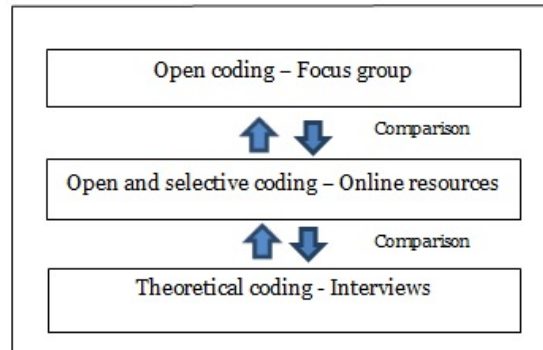 Open coding – Focus group
Comparison
Open and selective coding – Online resources
Comparison
Theoretical coding - Interviews